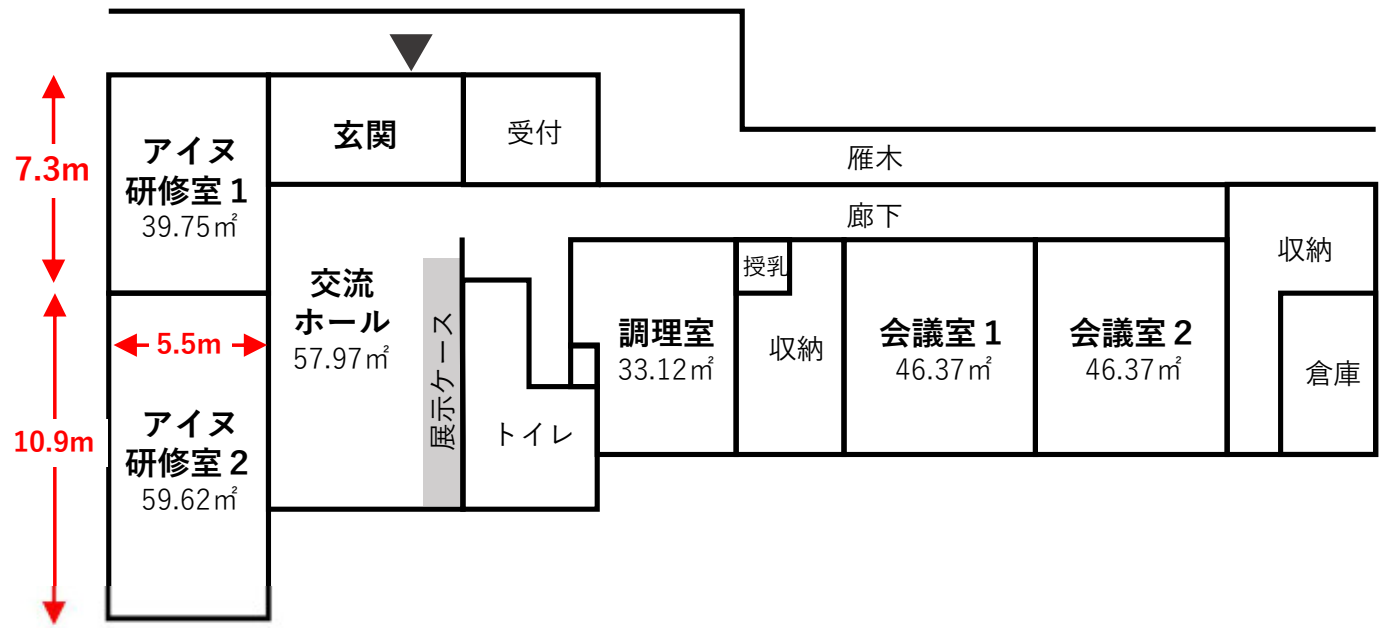 7.3m
アイヌ
研修室1
39.75㎡
玄関
受付
雁木
廊下
交流
ホール
57.97㎡
展示ケース
トイレ
調理室
33.12㎡
授乳
収納
会議室1
46.37㎡
会議室2
46.37㎡
収納
倉庫
5.5m
10.9m
アイヌ
研修室2
59.62㎡